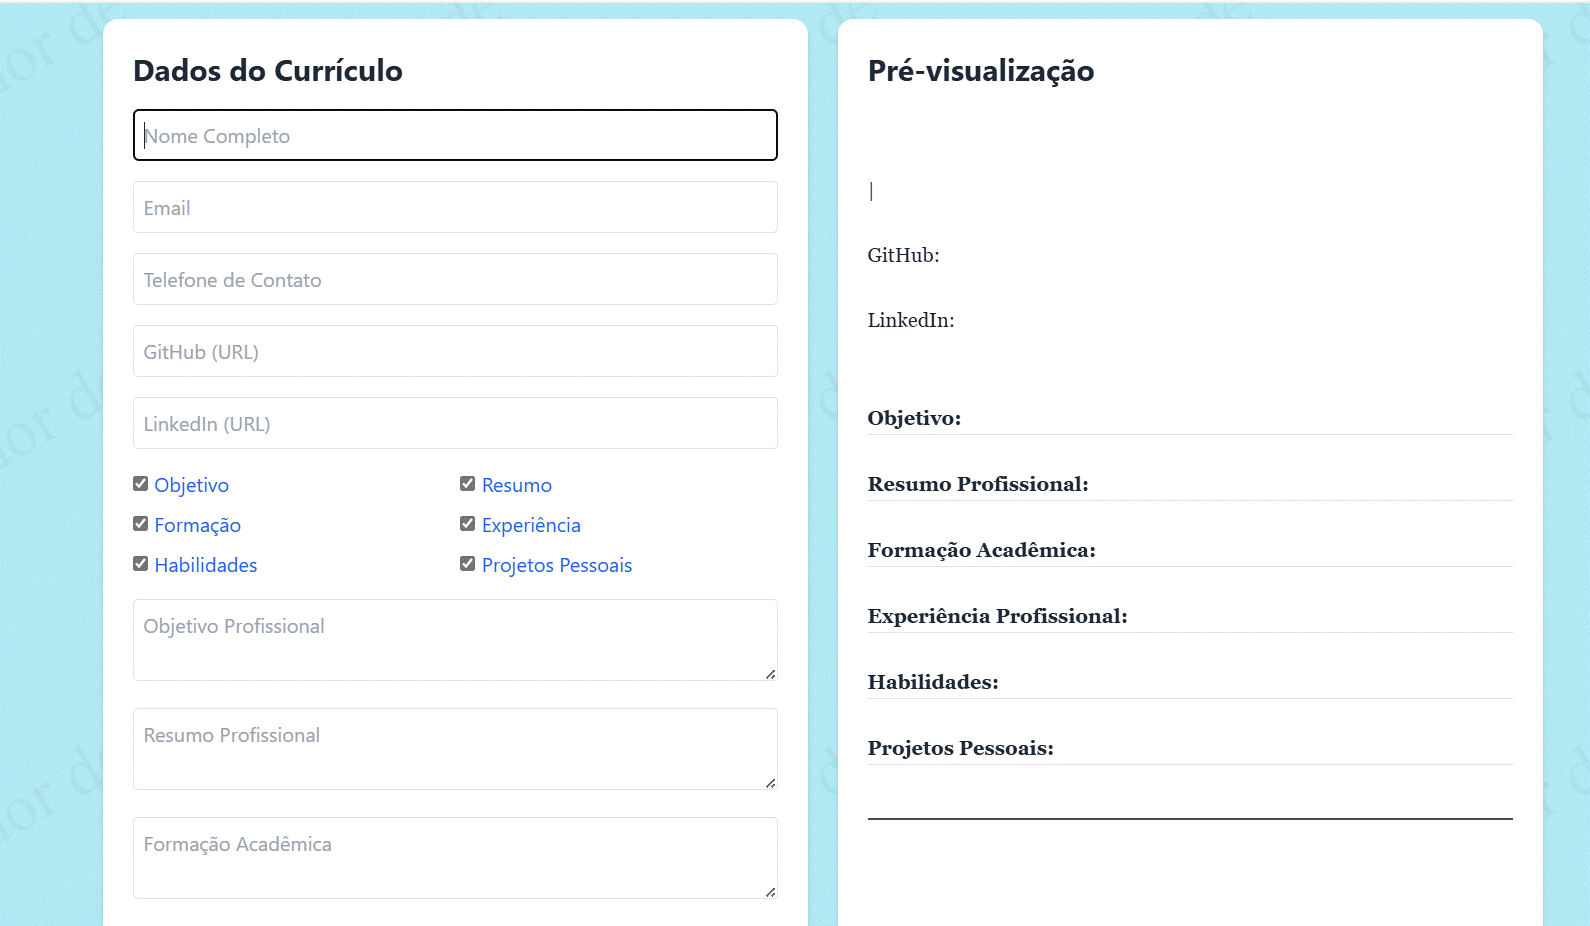 Dados do Currículo
Nome Completo
Email
Telefone de Contato
GitHub (URL)
LinkedIn (URL)
Objetivo
Resumo
Formação
Experiência
Habilidades
Projetos Pessoais
Objetivo Profissional
Resumo Profissional
Formação Acadêmica
Pré-visualização
|
GitHub:
LinkedIn:
Objetivo:
Resumo Profissional:
Formação Acadêmica:
Experiência Profissional:
Habilidades:
Projetos Pessoais: